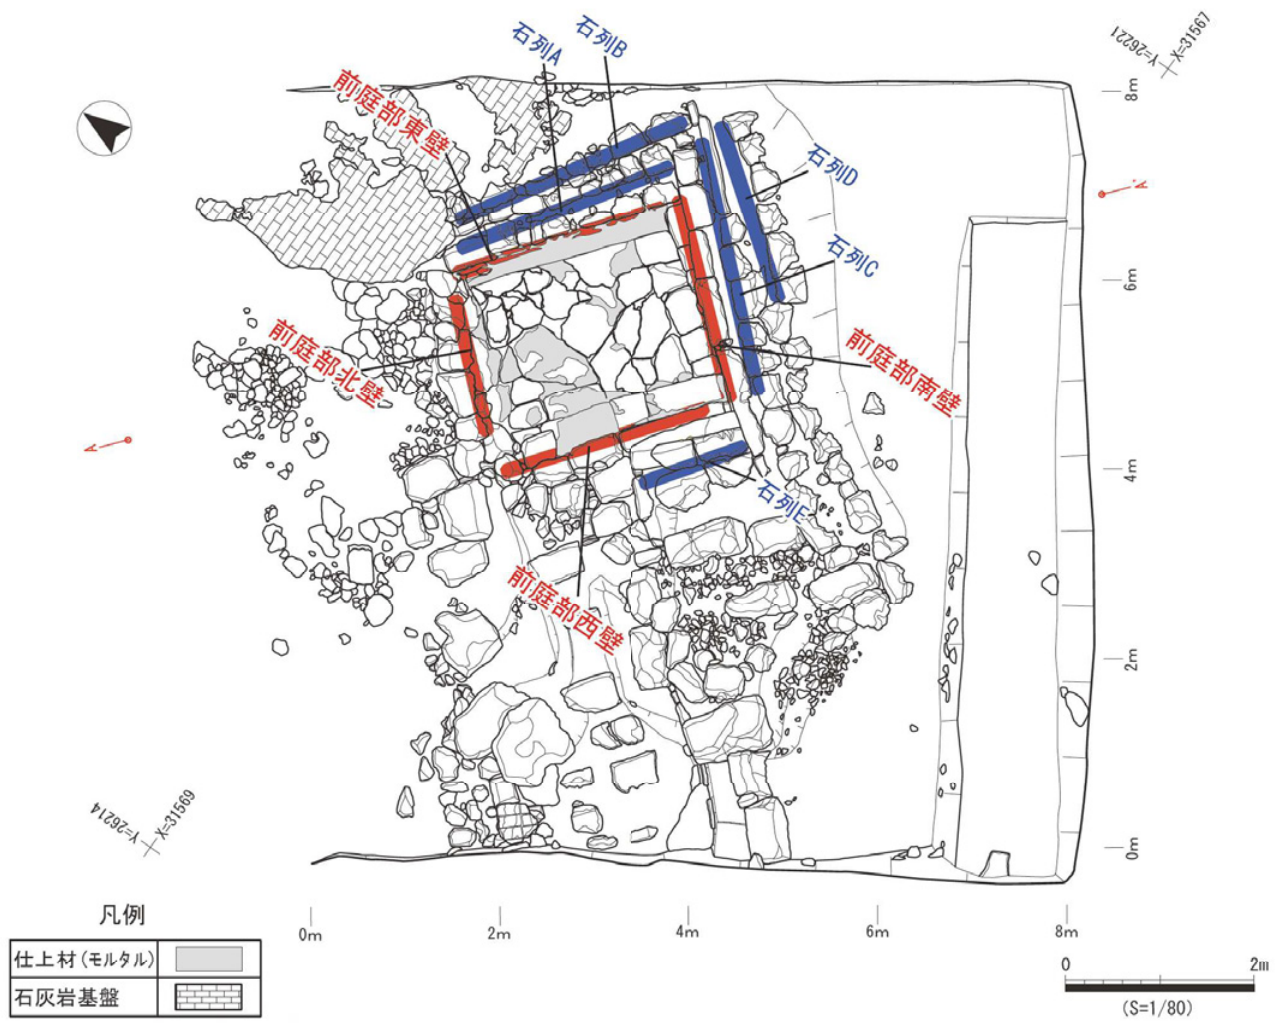 石列A
石列B
Y=26221
X=31567
前庭部東壁
8m
石列D
A'
石列C
6m
前庭部北壁
前庭部南壁
A
4m
石列E
前庭部西壁
2m
Y=26214
X=31569
0m
凡例
仕上材(モルタル)
石灰岩基盤
0m
2m
4m
6m
8m
0
2m
(S=1/80)